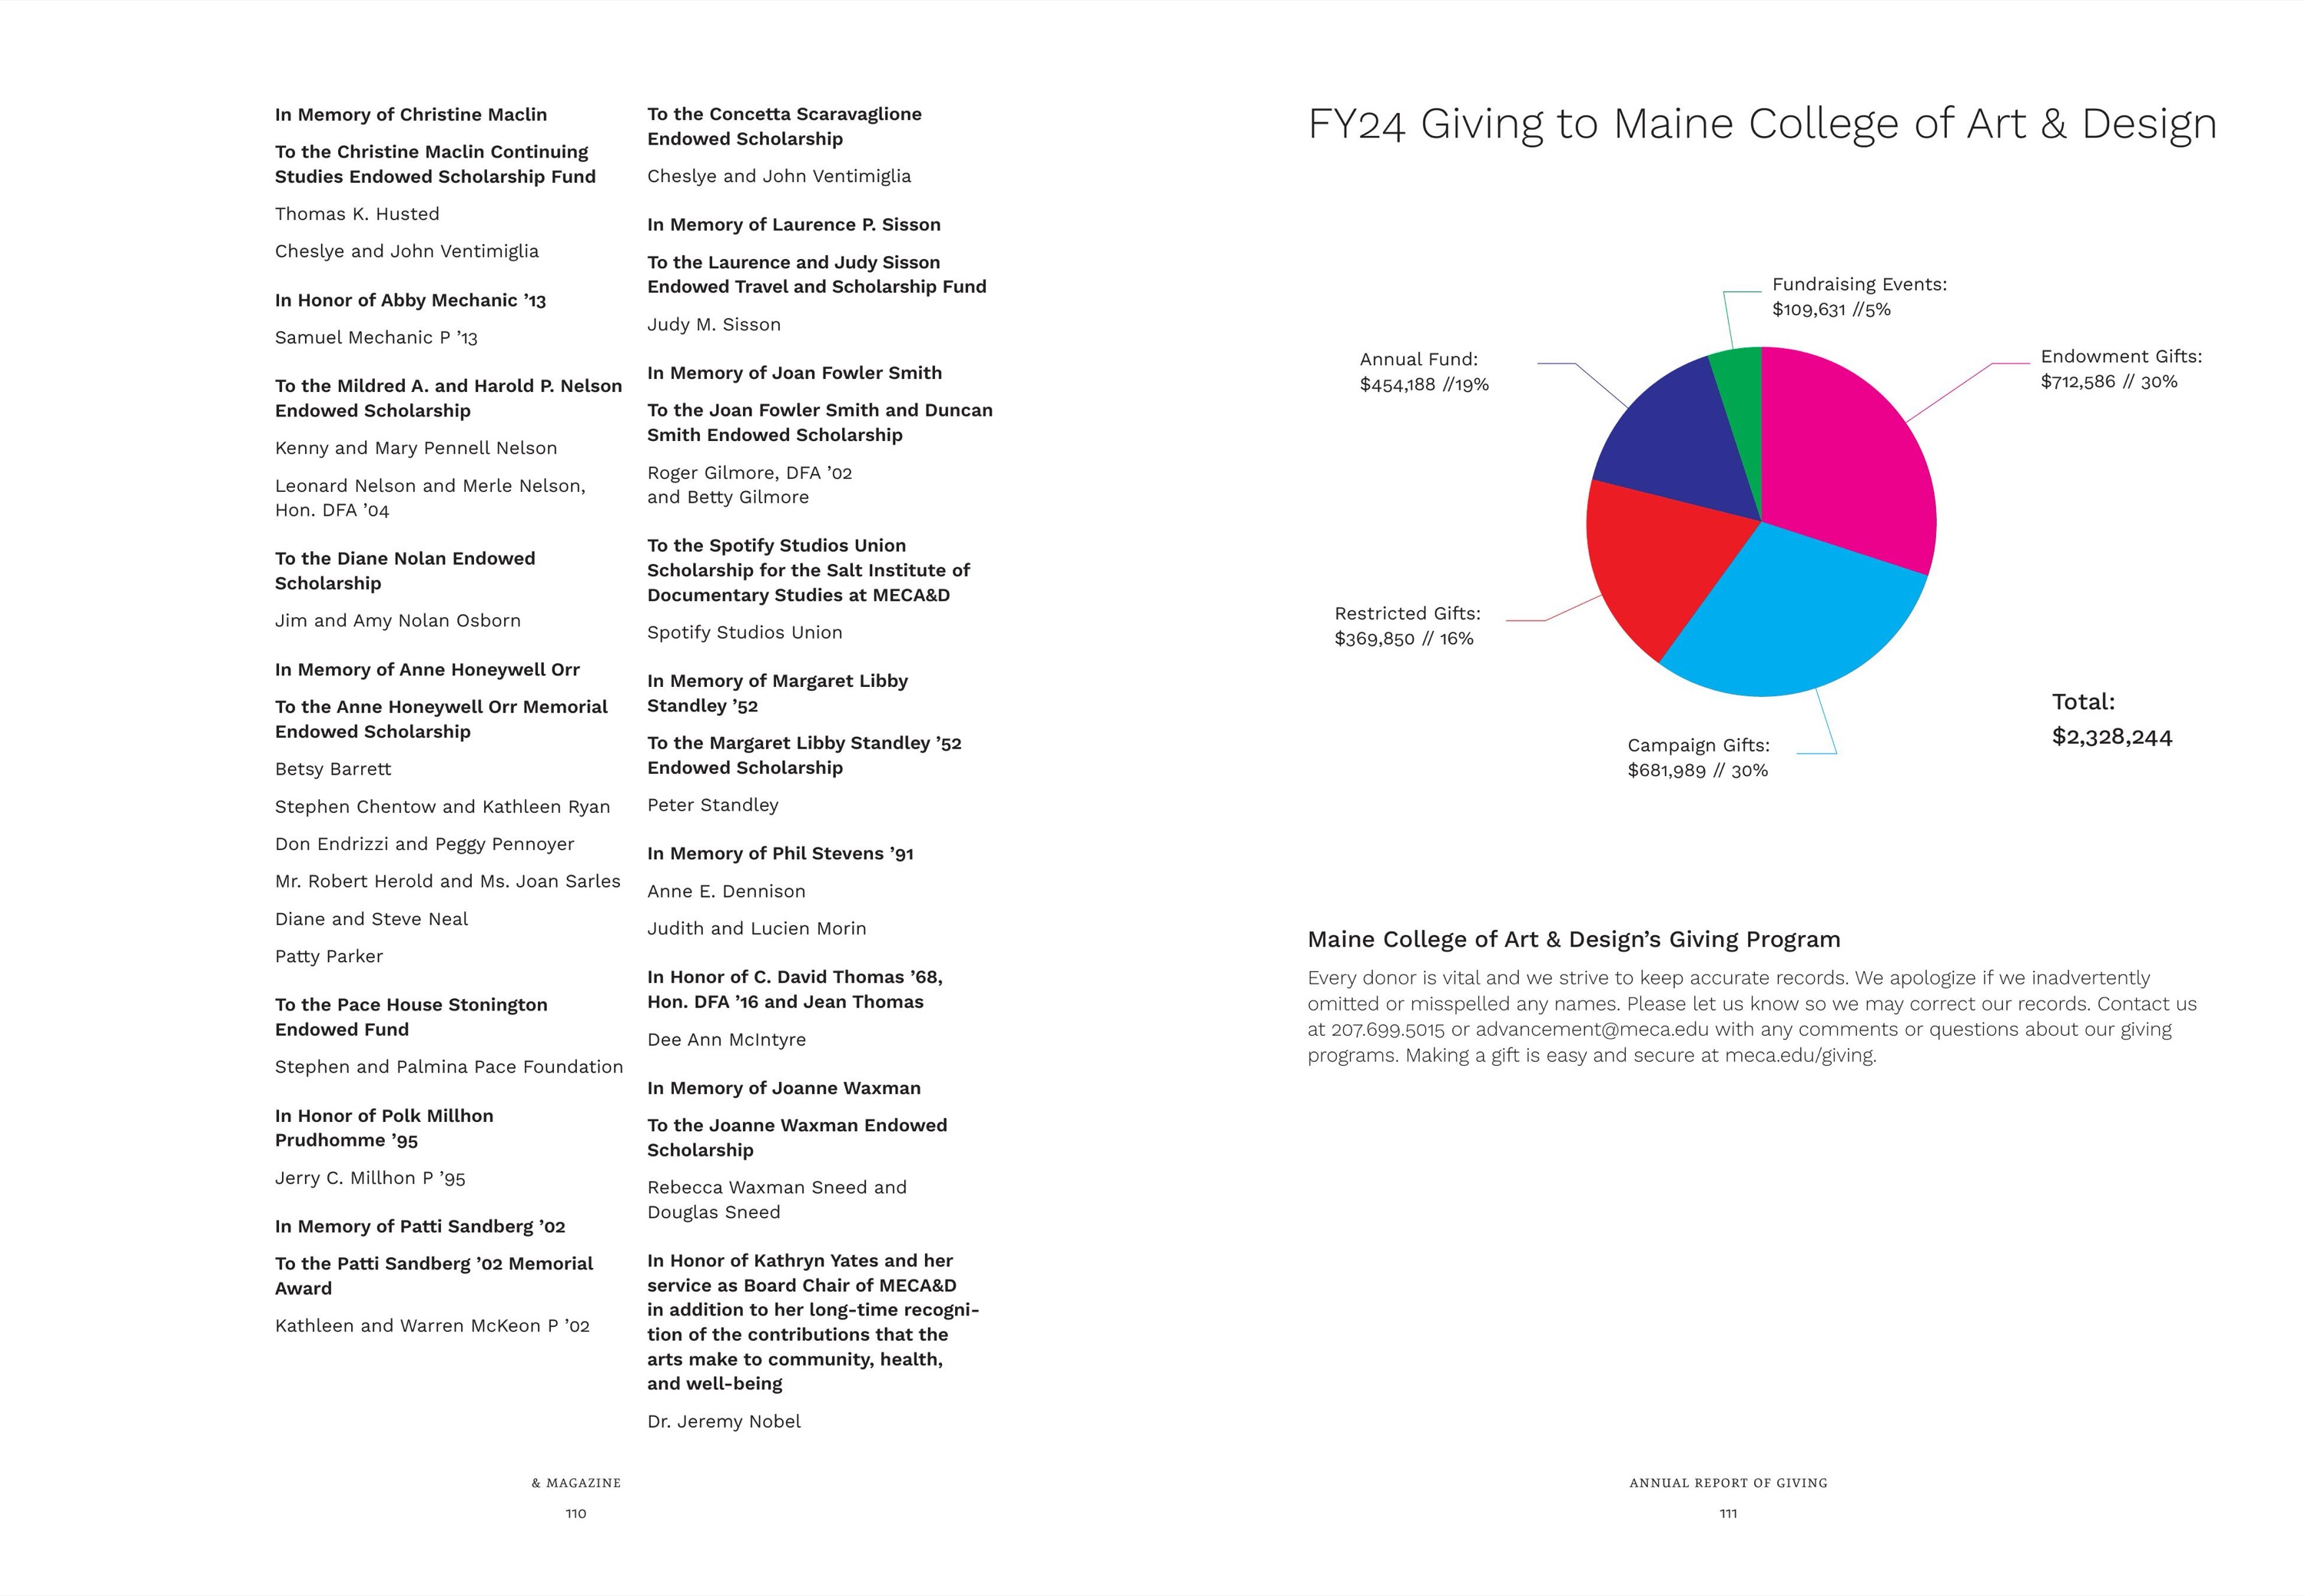 In Memory of Christine Maclin
To the Christine Maclin Continuing
Studies Endowed Scholarship Fund
Thomas K. Husted
Cheslye and John Ventimiglia
In Honor of Abby Mechanic ’13
Samuel Mechanic P ’13
To the Mildred A. and Harold P. Nelson
Endowed Scholarship
Kenny and Mary Pennell Nelson
Leonard Nelson and Merle Nelson,
Hon. DFA ’04
To the Diane Nolan Endowed
Scholarship
Jim and Amy Nolan Osborn
In Memory of Anne Honeywell Orr
To the Anne Honeywell Orr Memorial
Endowed Scholarship
Betsy Barrett
Stephen Chentow and Kathleen Ryan
Don Endrizzi and Peggy Pennoyer
Mr. Robert Herold and Ms. Joan Sarles
Diane and Steve Neal
Patty Parker
To the Pace House Stonington
Endowed Fund
Stephen and Palmina Pace Foundation
In Honor of Polk Millhon
Prudhomme ’95
Jerry C. Millhon P ’95
In Memory of Patti Sandberg ’02
To the Patti Sandberg ’02 Memorial
Award
Kathleen and Warren McKeon P ’02
To the Concetta Scaravaglione
Endowed Scholarship
Cheslye and John Ventimiglia
In Memory of Laurence P. Sisson
To the Laurence and Judy Sisson
Endowed Travel and Scholarship Fund
Judy M. Sisson
In Memory of Joan Fowler Smith
To the Joan Fowler Smith and Duncan
Smith Endowed Scholarship
Roger Gilmore, DFA ’02
and Betty Gilmore
To the Spotify Studios Union
Scholarship for the Salt Institute of
Documentary Studies at MECA&D
Spotify Studios Union
In Memory of Margaret Libby
Standley ’52
To the Margaret Libby Standley ’52
Endowed Scholarship
Peter Standley
In Memory of Phil Stevens ’91
Anne E. Dennison
Judith and Lucien Morin
In Honor of C. David Thomas ’68,
Hon. DFA ’16 and Jean Thomas
Dee Ann McIntyre
In Memory of Joanne Waxman
To the Joanne Waxman Endowed
Scholarship
Rebecca Waxman Sneed and
Douglas Sneed
In Honor of Kathryn Yates and her
service as Board Chair of MECA&D
in addition to her long-time recogni-
tion of the contributions that the
arts make to community, health,
and well-being
Dr. Jeremy Nobel
& MAGAZINE
110
FY24 Giving to Maine College of Art & Design
Fundraising Events:
$109,631 //5%
Annual Fund:
$454,188 //19%
Endowment Gifts:
$712,586 // 30%
Restricted Gifts:
$369,850 // 16%
Campaign Gifts:
$681,989 // 30%
Total:
$2,328,244
Maine College of Art & Design’s Giving Program
Every donor is vital and we strive to keep accurate records. We apologize if we inadvertently
omitted or misspelled any names. Please let us know so we may correct our records. Contact us
at 207.699.5015 or advancement@meca.edu with any comments or questions about our giving
programs. Making a gift is easy and secure at meca.edu/giving.
ANNUAL REPORT OF GIVING
111